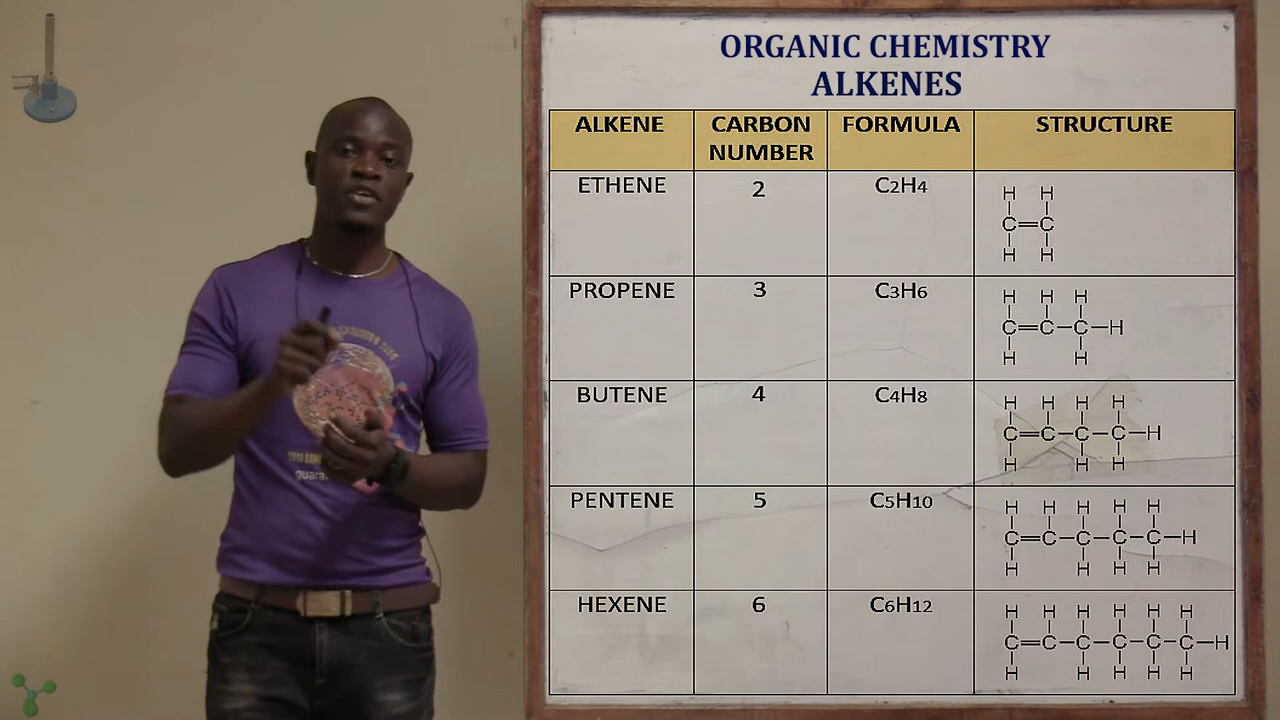 ORGANIC CHEMISTRY
ALKENES
ALKENE CARBON NUMBER FORMULA STRUCTURE
ETHENE 2 C2H4
H H
C=C
H H
PROPENE 3 C3H6
H H H
C=C-C-H
H H
BUTENE 4 C4H8
H H H H
C=C-C-C-H
H H H
PENTENE 5 C5H10
H H H H H
C=C-C-C-C-H
H H H H
HEXENE 6 C6H12
H H H H H H
C=C-C-C-C-C-H
H H H H H